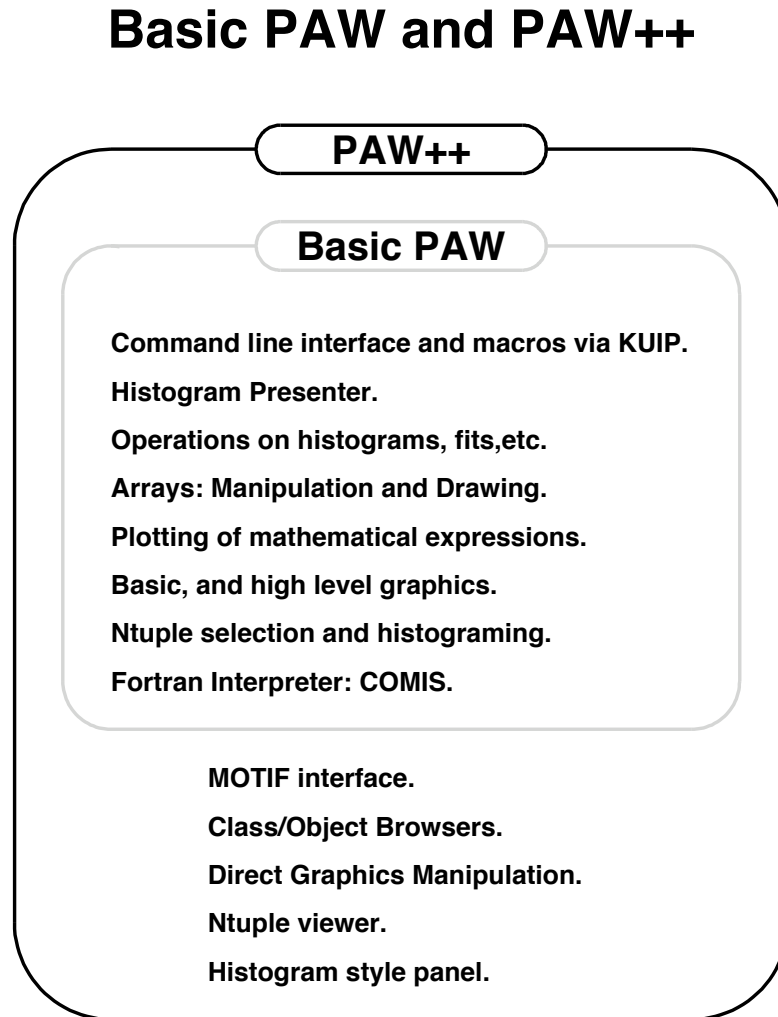 Basic PAW and PAW++
PAW++
Basic PAW
Command line interface and macros via KUIP.
Histogram Presenter.
Operations on histograms, fits,etc.
Arrays: Manipulation and Drawing.
Plotting of mathematical expressions.
Basic, and high level graphics.
Ntuple selection and histograming.
Fortran Interpreter: COMIS.
MOTIF interface.
Class/Object Browsers.
Direct Graphics Manipulation.
Ntuple viewer.
Histogram style panel.